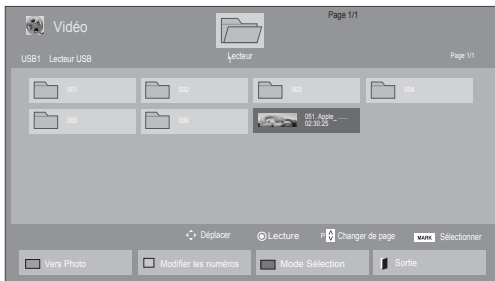 Vidéo
Page 1/1
Lecteur
USB1 Lecteur USB
Page 1/1
001 002 003 004
005 006 051. Apple_ ......
02:30:25
Déplacer Lecture P Changer de page MARK Sélectionner
Vers Photo Modifier les numéros Mode Sélection Sortie